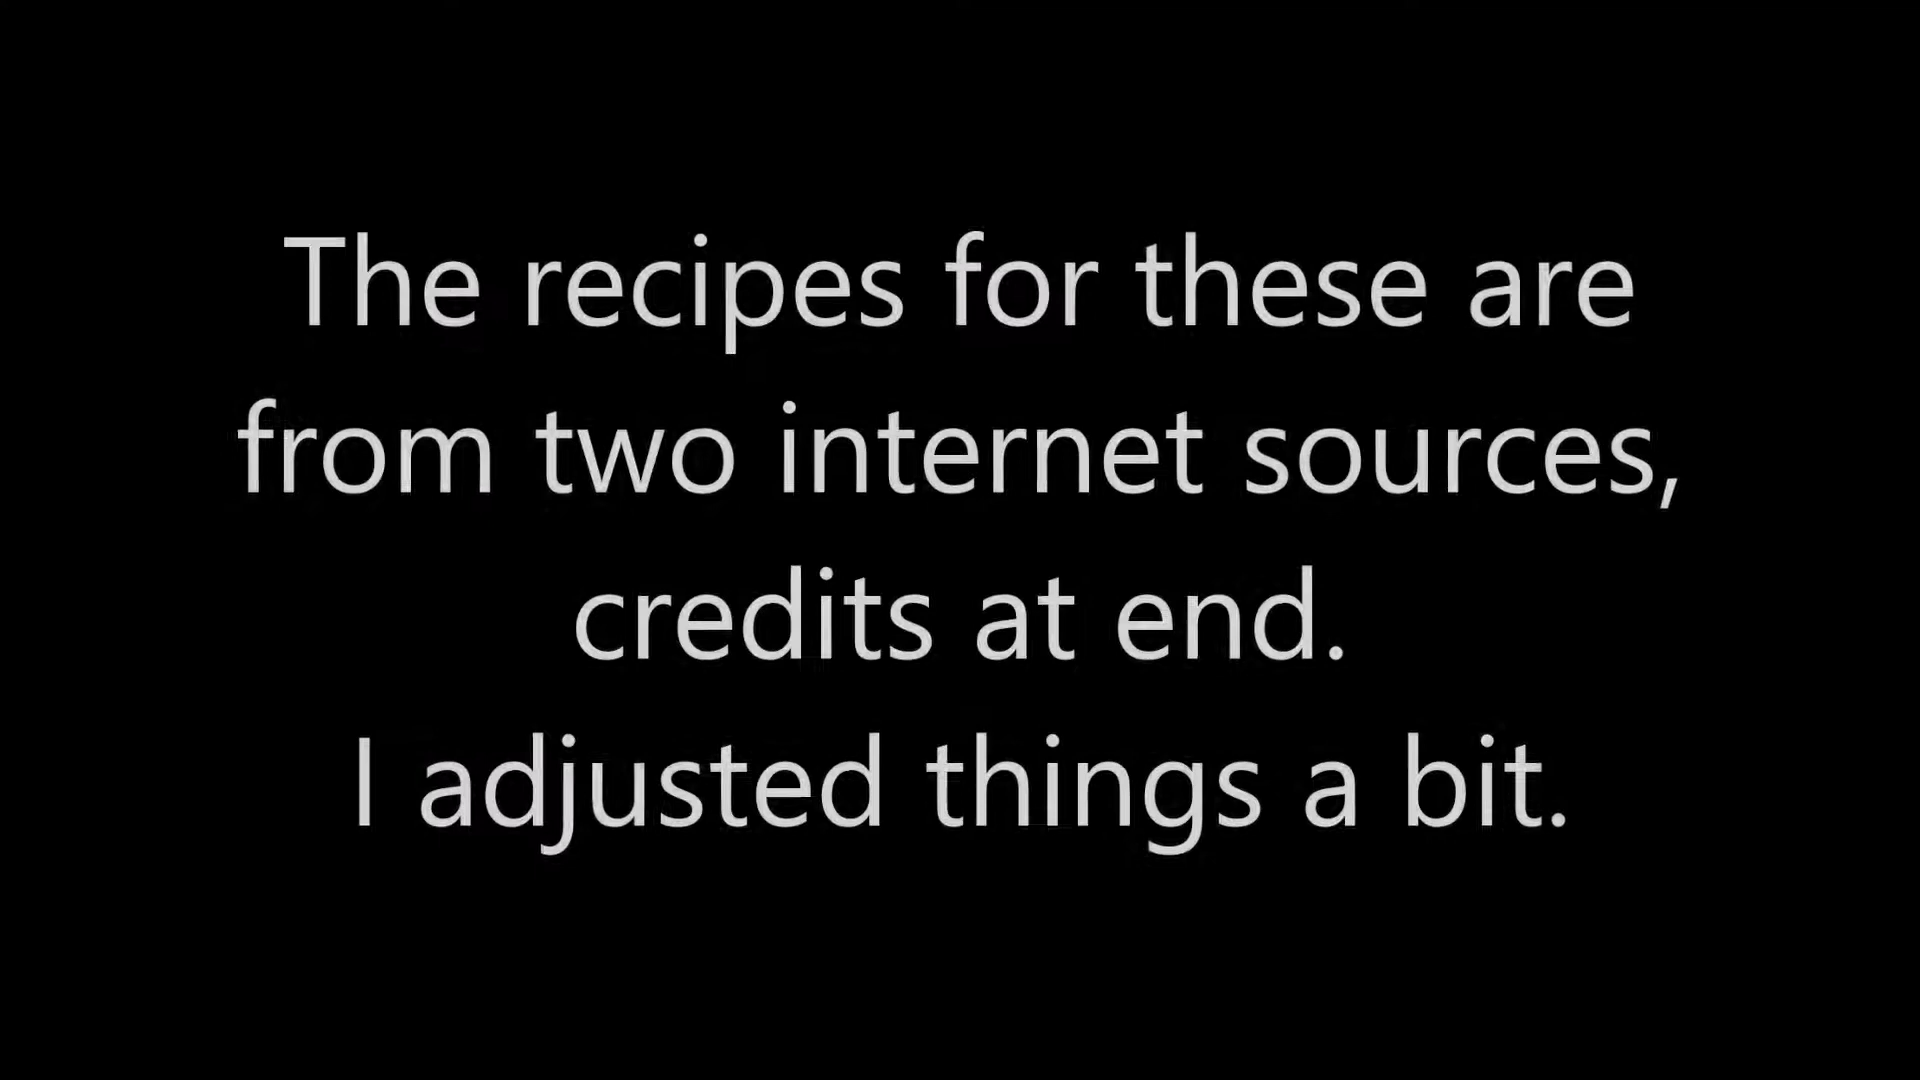 The recipes for these are
from two internet sources,
credits at end.
I adjusted things a bit.